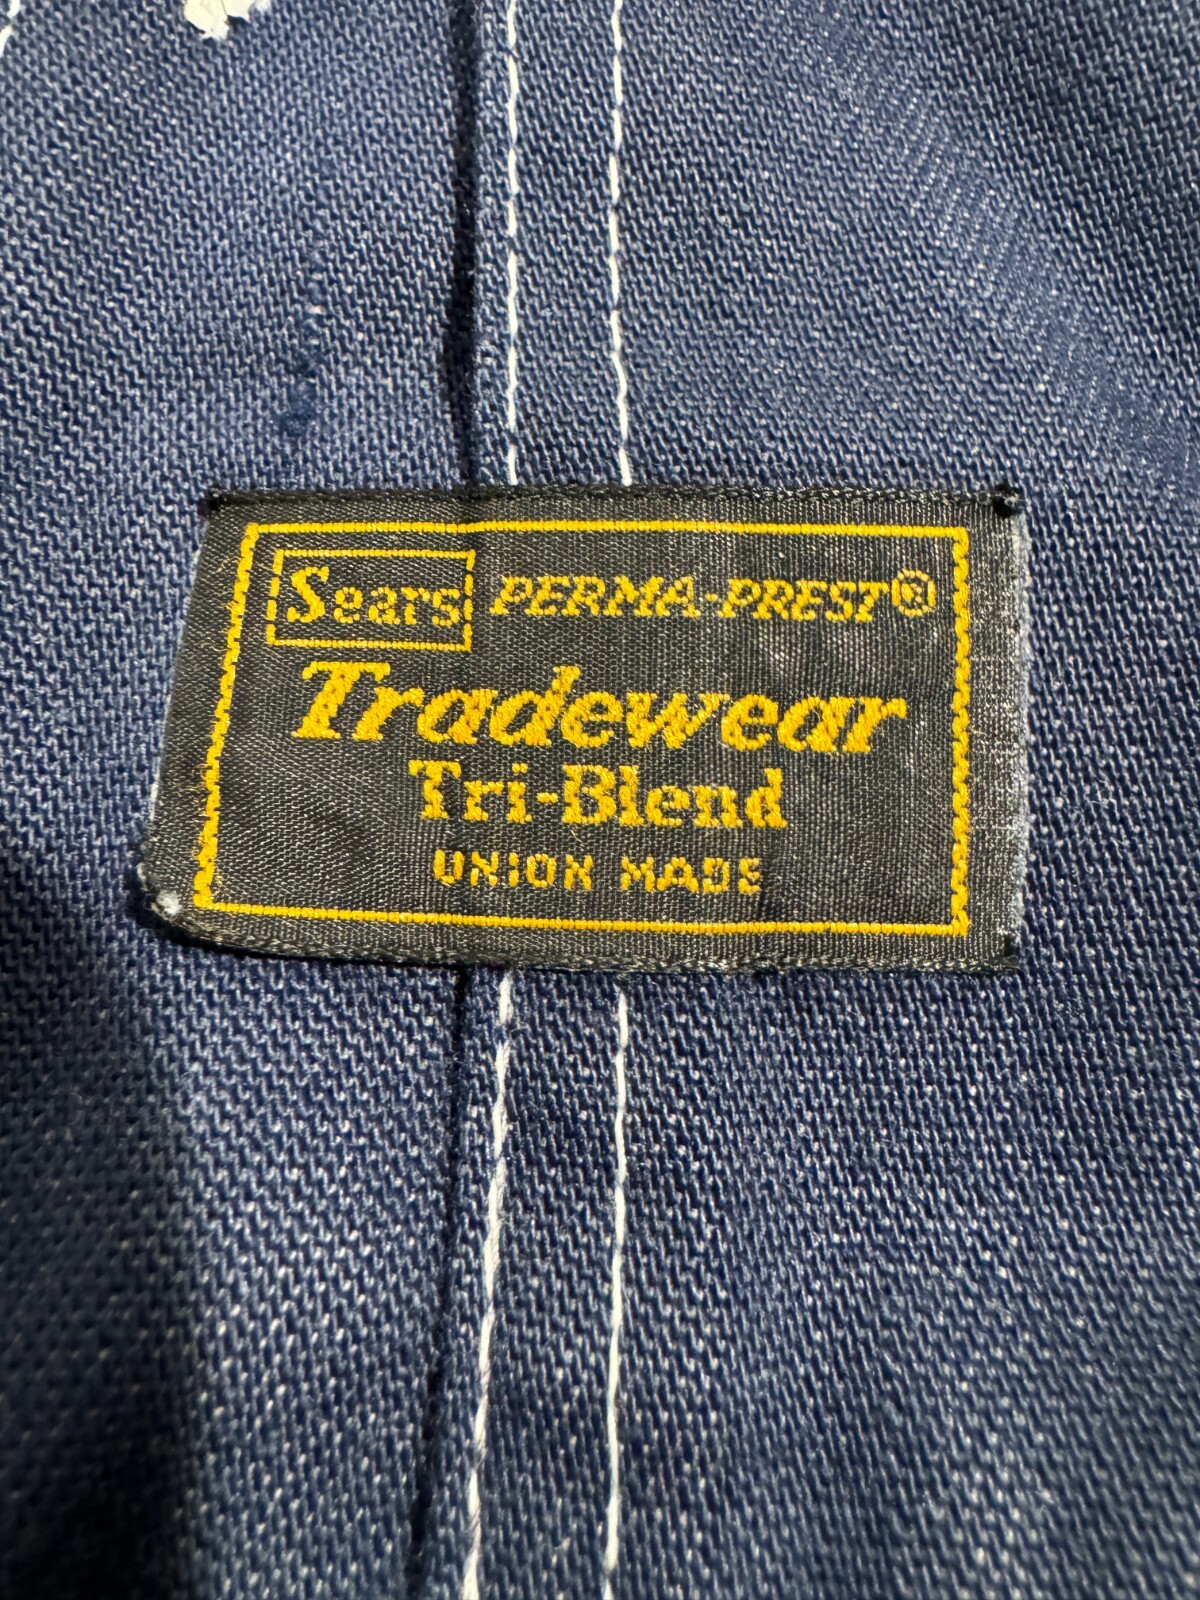 Sears PERMA-PREST®
Tradewear
Tri-Blend
UNION MADE